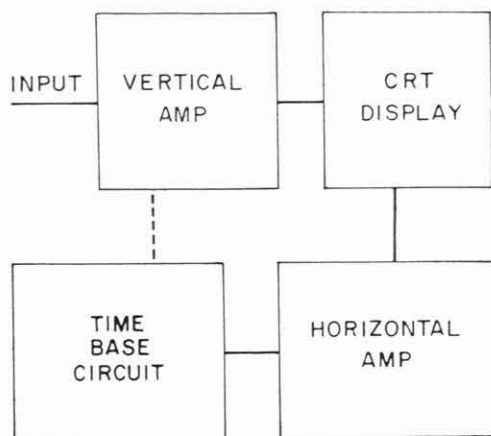 INPUT
VERTICAL
AMP
CRT
DISPLAY
TIME
BASE
CIRCUIT
HORIZONTAL
AMP